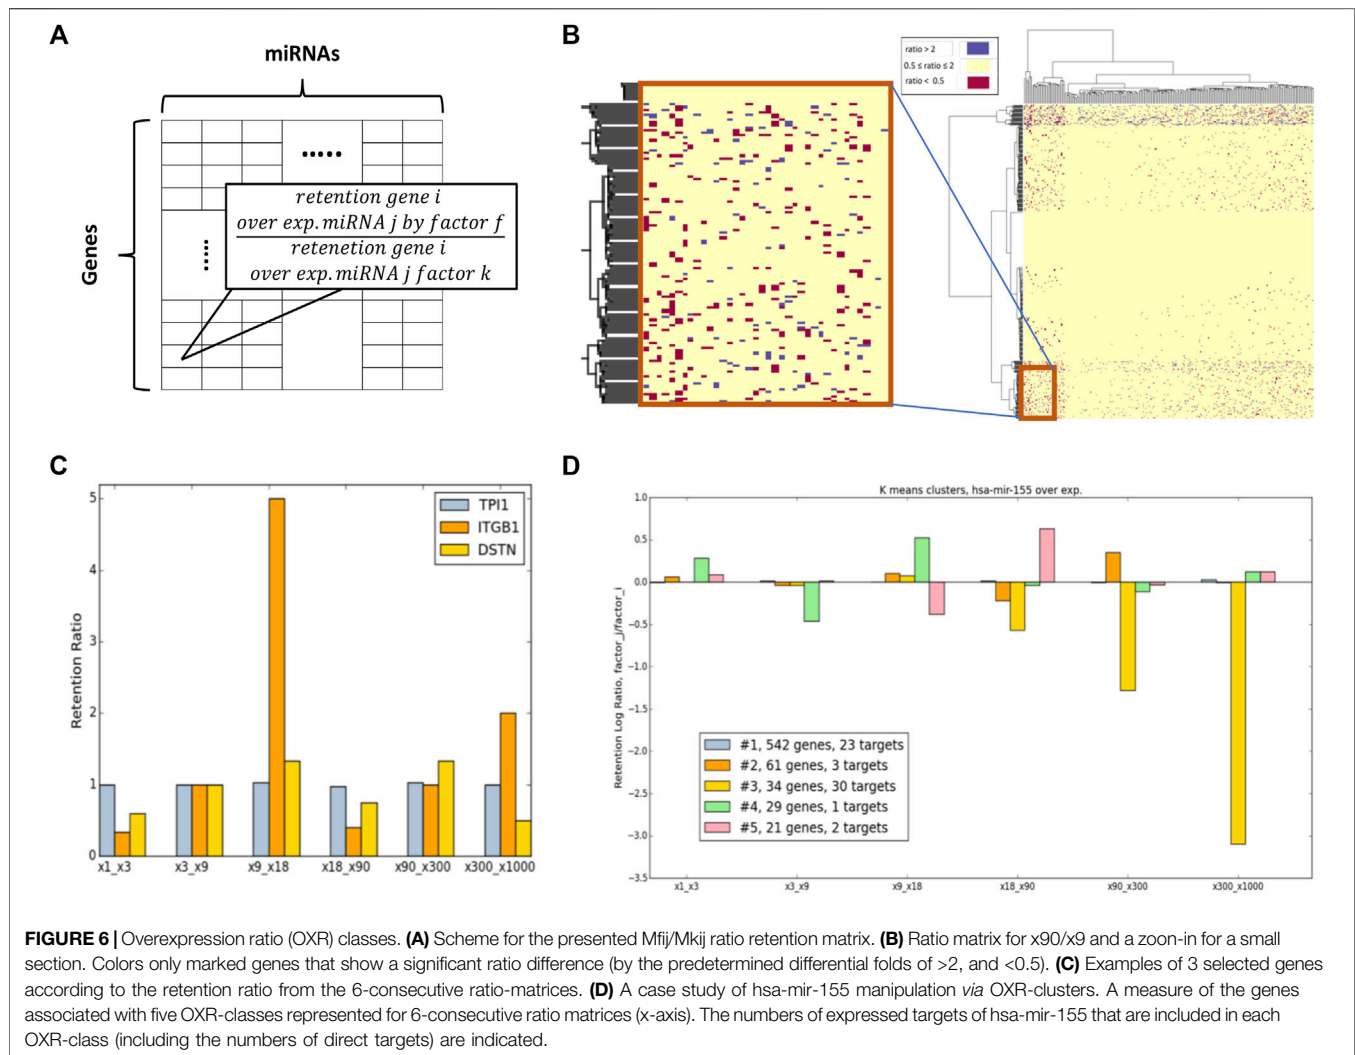 A
miRNAs
Genes
.....
.....
retention gene i
over exp.miRNA j by factor f
retenetion gene i
over exp.miRNA j factor k
B
ratio > 2
0.5 ≤ ratio ≤ 2
ratio < 0.5
C
Retention Ratio
5
4
3
2
1
0
TPI1
ITGB1
DSTN
x1_x3 x3_x9 x9_x18 x18_x90 x90_x300 x300_x1000
D
K means clusters, hsa-mir-155 over exp.
Retention Log Ratio, factor_j/factor_i
1.0
0.5
0.0
-0.5
-1.0
-1.5
-2.0
-2.5
-3.0
-3.5
#1, 542 genes, 23 targets
#2, 61 genes, 3 targets
#3, 34 genes, 30 targets
#4, 29 genes, 1 targets
#5, 21 genes, 2 targets
x1_x3 x3_x9 x9_x18 x18_x90 x90_x300 x300_x1000
FIGURE 6 | Overexpression ratio (OXR) classes. (A) Scheme for the presented Mfij/Mkij ratio retention matrix. (B) Ratio matrix for x90/x9 and a zoon-in for a small
section. Colors only marked genes that show a significant ratio difference (by the predetermined differential folds of >2, and <0.5). (C) Examples of 3 selected genes
according to the retention ratio from the 6-consecutive ratio-matrices. (D) A case study of hsa-mir-155 manipulation via OXR-clusters. A measure of the genes
associated with five OXR-classes represented for 6-consecutive ratio matrices (x-axis). The numbers of expressed targets of hsa-mir-155 that are included in each
OXR-class (including the numbers of direct targets) are indicated.